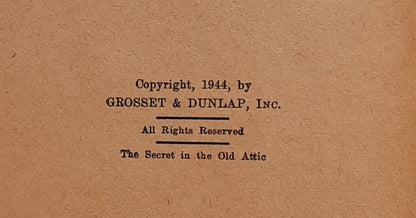 Copyright, 1944, by
GROSSET & DUNLAP, INC.
All Rights Reserved
The Secret in the Old Attic